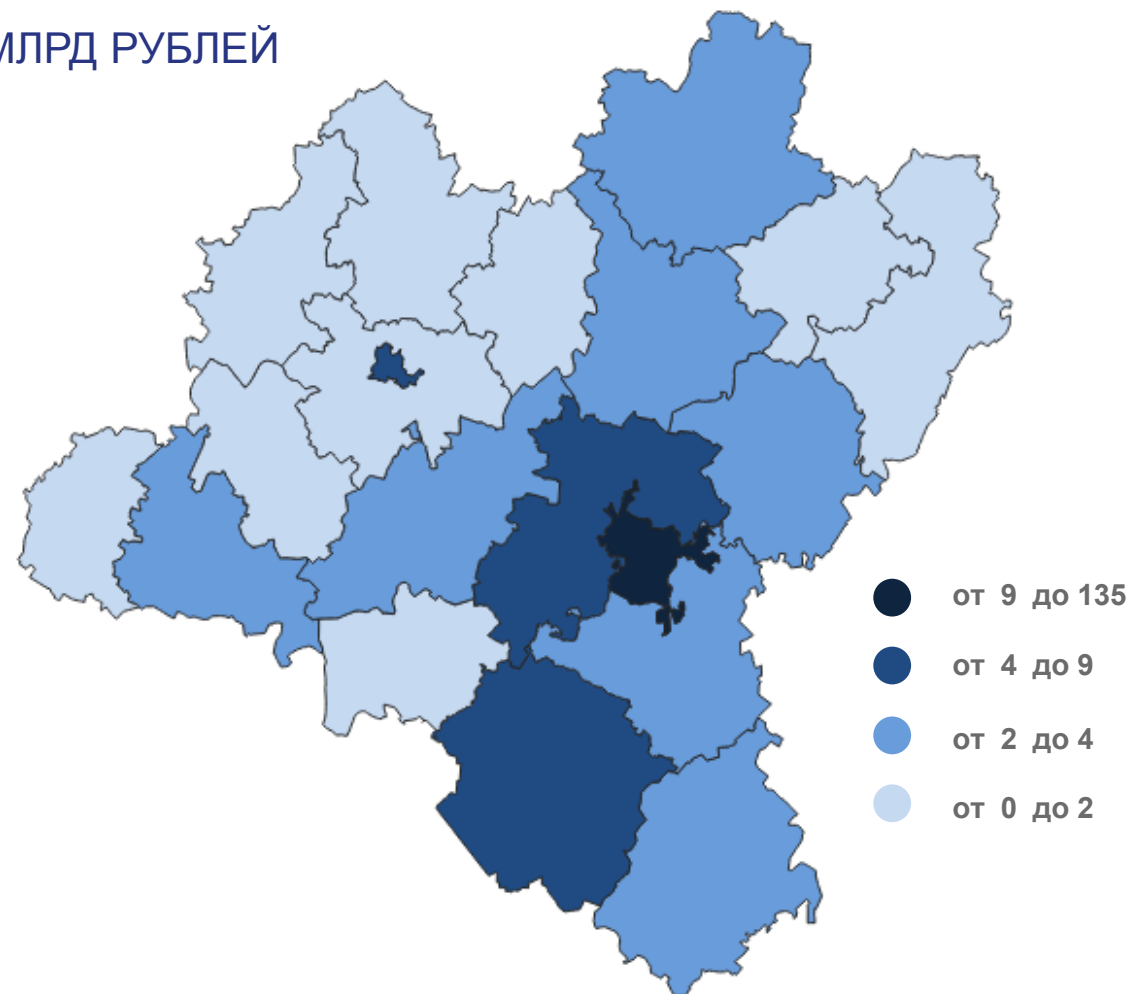 МЛРД РУБЛЕЙ
от 9 до 135
от 4 до 9
от 2 до 4
от 0 до 2